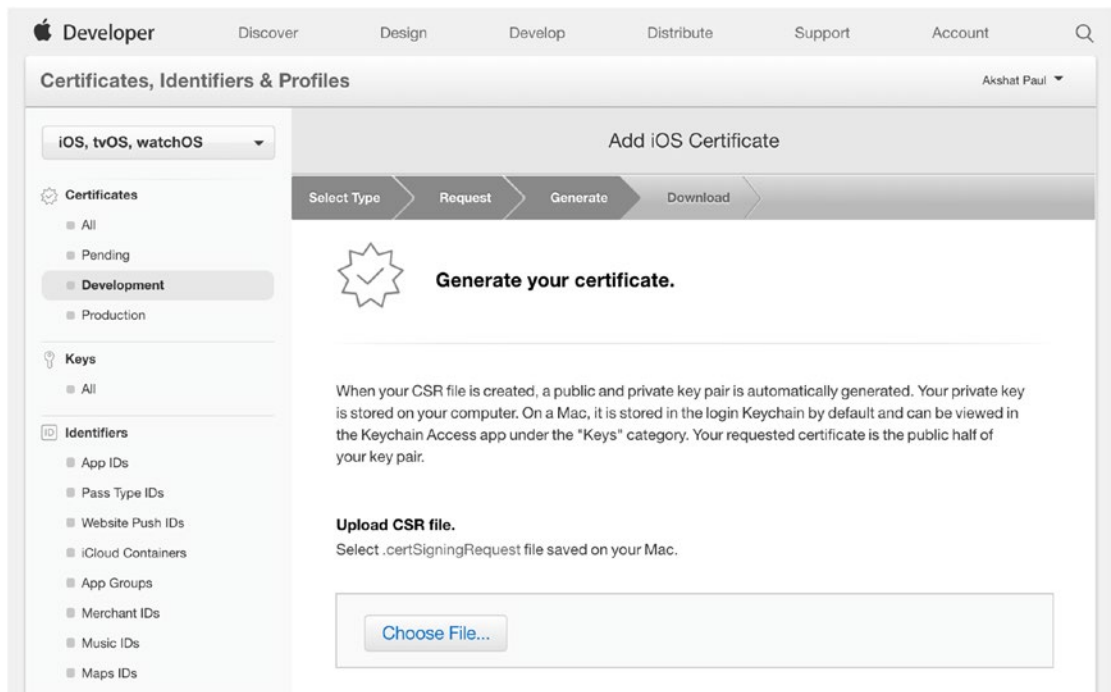 Developer
Discover
Design
Develop
Distribute
Support
Account
Certificates, Identifiers & Profiles
Akshat Paul
iOS, tvOS, watchOS
Certificates
All
Pending
Development
Production
Keys
All
ID Identifiers
App IDs
Pass Type IDs
Website Push IDs
iCloud Containers
App Groups
Merchant IDs
Music IDs
Maps IDs
Add iOS Certificate
Select Type
Request
Generate
Download
Generate your certificate.
When your CSR file is created, a public and private key pair is automatically generated. Your private key
is stored on your computer. On a Mac, it is stored in the login Keychain by default and can be viewed in
the Keychain Access app under the "Keys" category. Your requested certificate is the public half of
your key pair.
Upload CSR file.
Select .certSigningRequest file saved on your Mac.
Choose File...